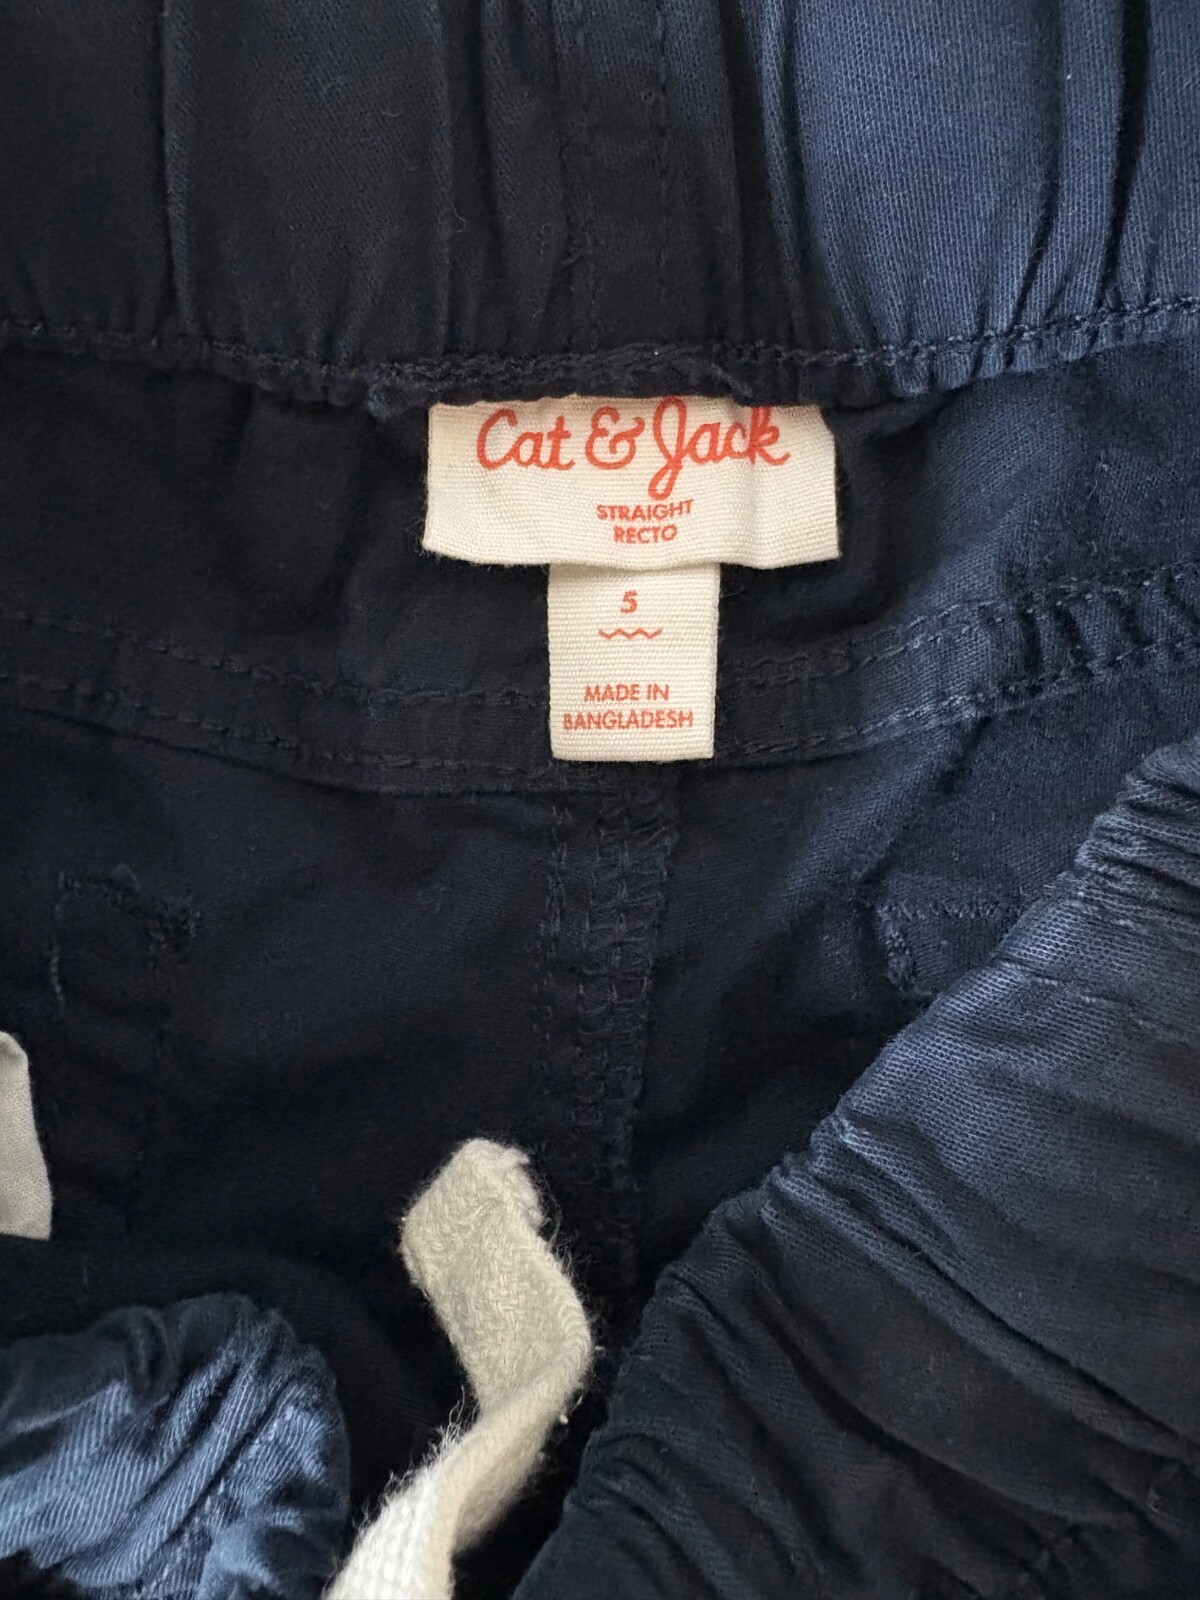 Cat & Jack
STRAIGHT
RECTO
5
MADE IN
BANGLADESH